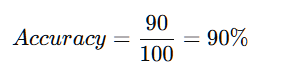 Accuracy = 90/100 = 90%